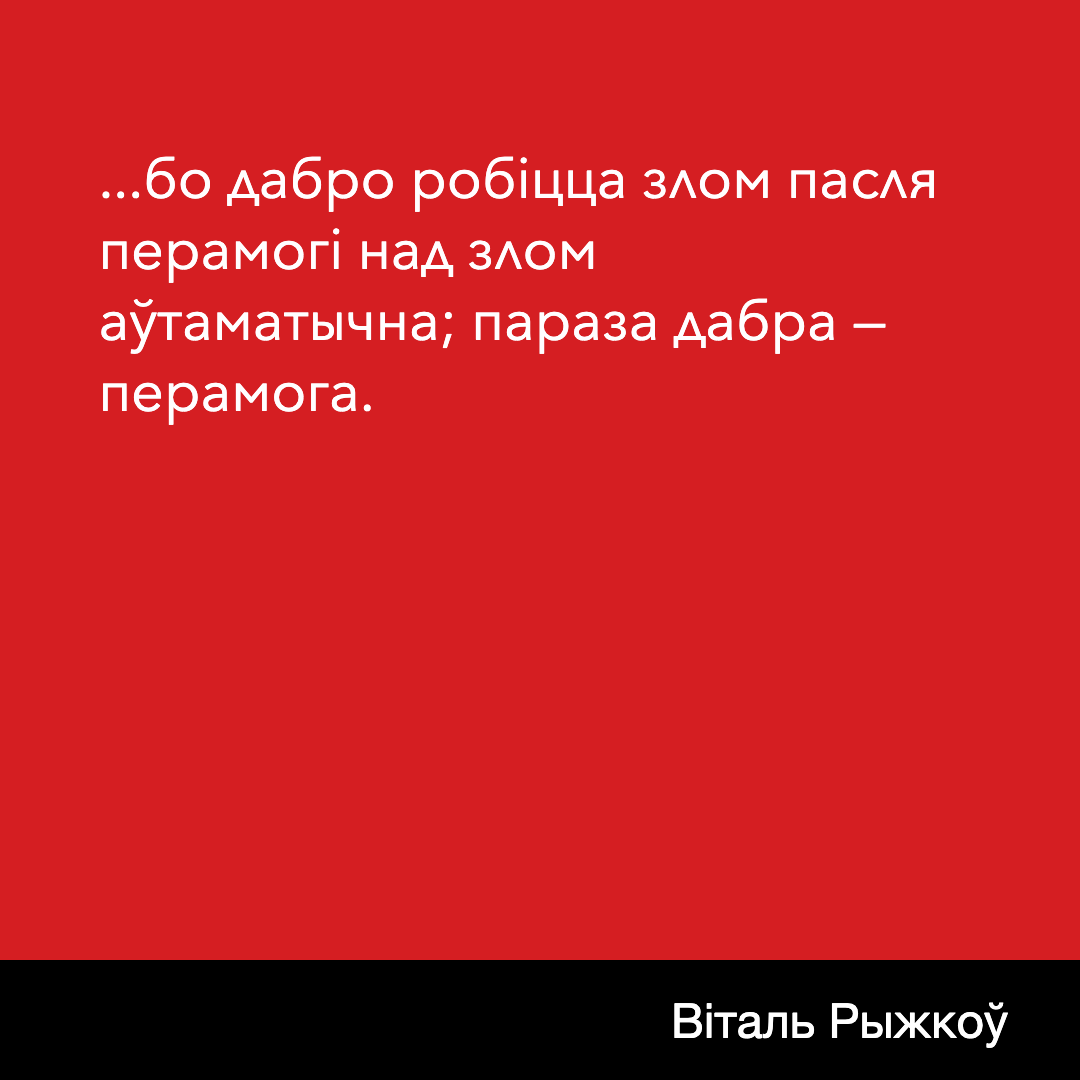 ...бо дабро робіцца злом пасля
перамогі над злом
аўтаматычна; параза дабра –
перамога.
Віталь Рыжкоў